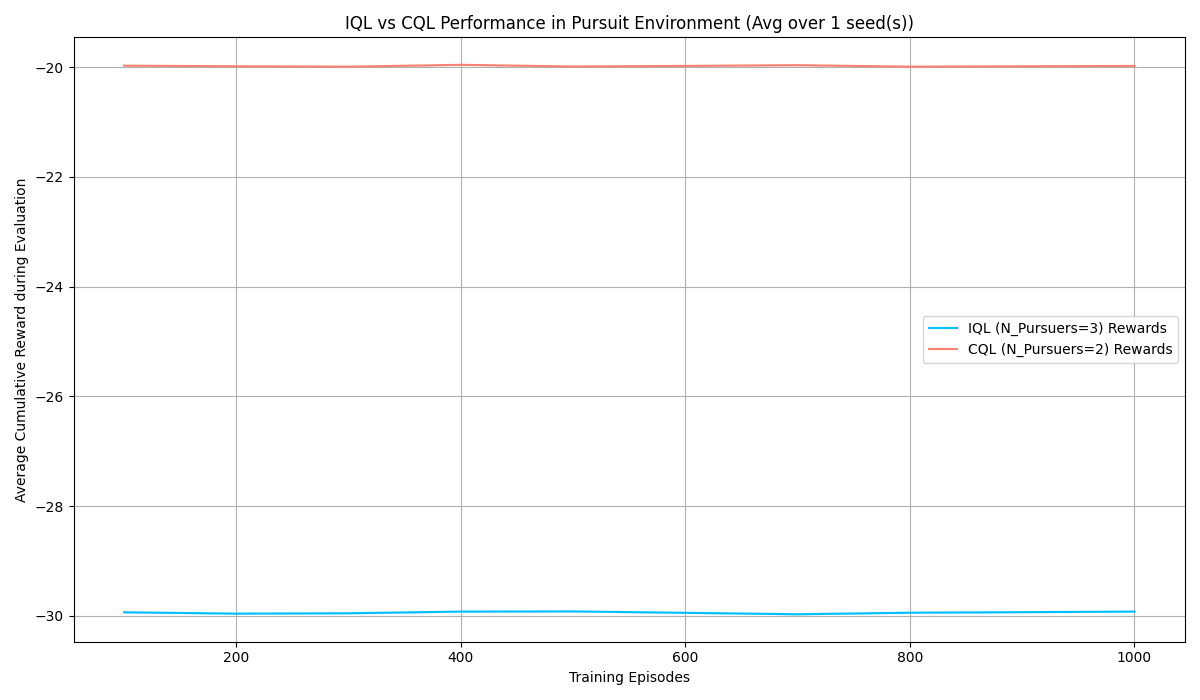 IQL vs CQL Performance in Pursuit Environment (Avg over 1 seed(s))
Average Cumulative Reward during Evaluation
−20
−22
−24
−26
−28
−30
IQL (N_Pursuers=3) Rewards
CQL (N_Pursuers=2) Rewards
200 400 600 800 1000
Training Episodes